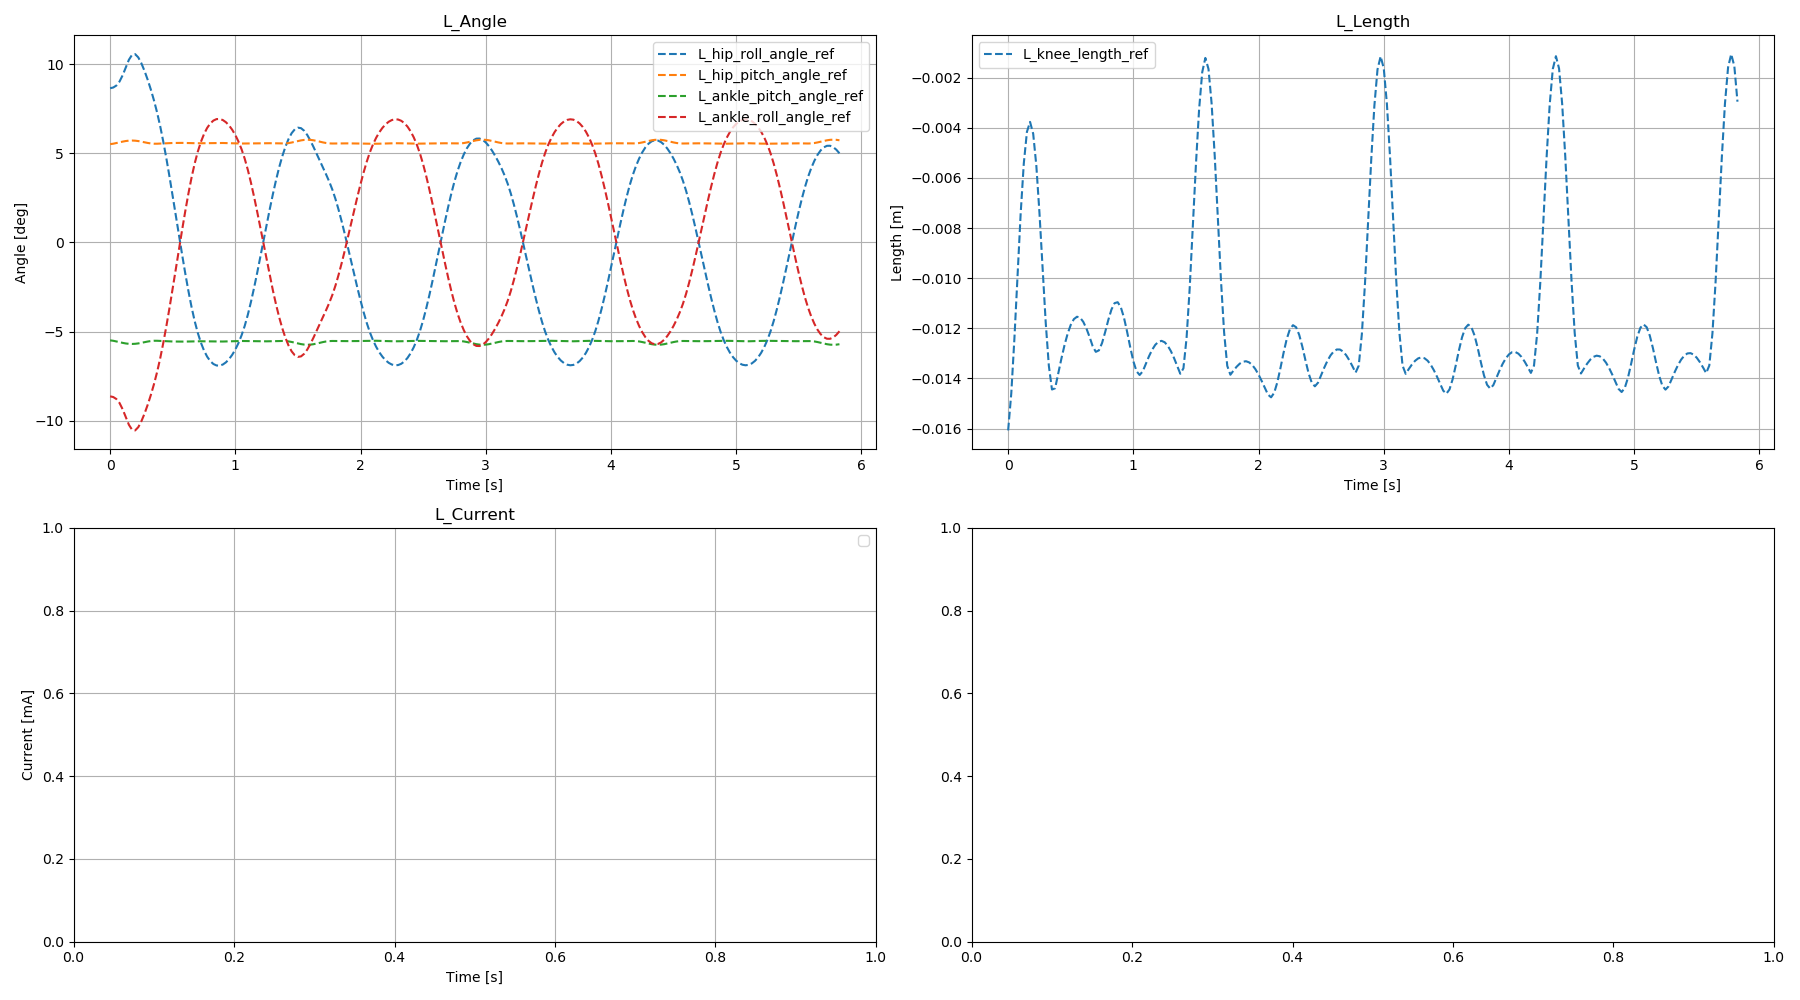 L_Angle
10
5
0
−5
−10
Angle [deg]
L_hip_roll_angle_ref
L_hip_pitch_angle_ref
L_ankle_pitch_angle_ref
L_ankle_roll_angle_ref
0 1 2 3 4 5 6
Time [s]
L_Length
−0.002
−0.004
−0.006
−0.008
−0.010
−0.012
−0.014
−0.016
Length [m]
L_knee_length_ref
0 1 2 3 4 5 6
Time [s]
L_Current
1.0
0.8
0.6
0.4
0.2
0.0
Current [mA]
0.0 0.2 0.4 0.6 0.8 1.0
Time [s]
1.0
0.8
0.6
0.4
0.2
0.0
0.0 0.2 0.4 0.6 0.8 1.0